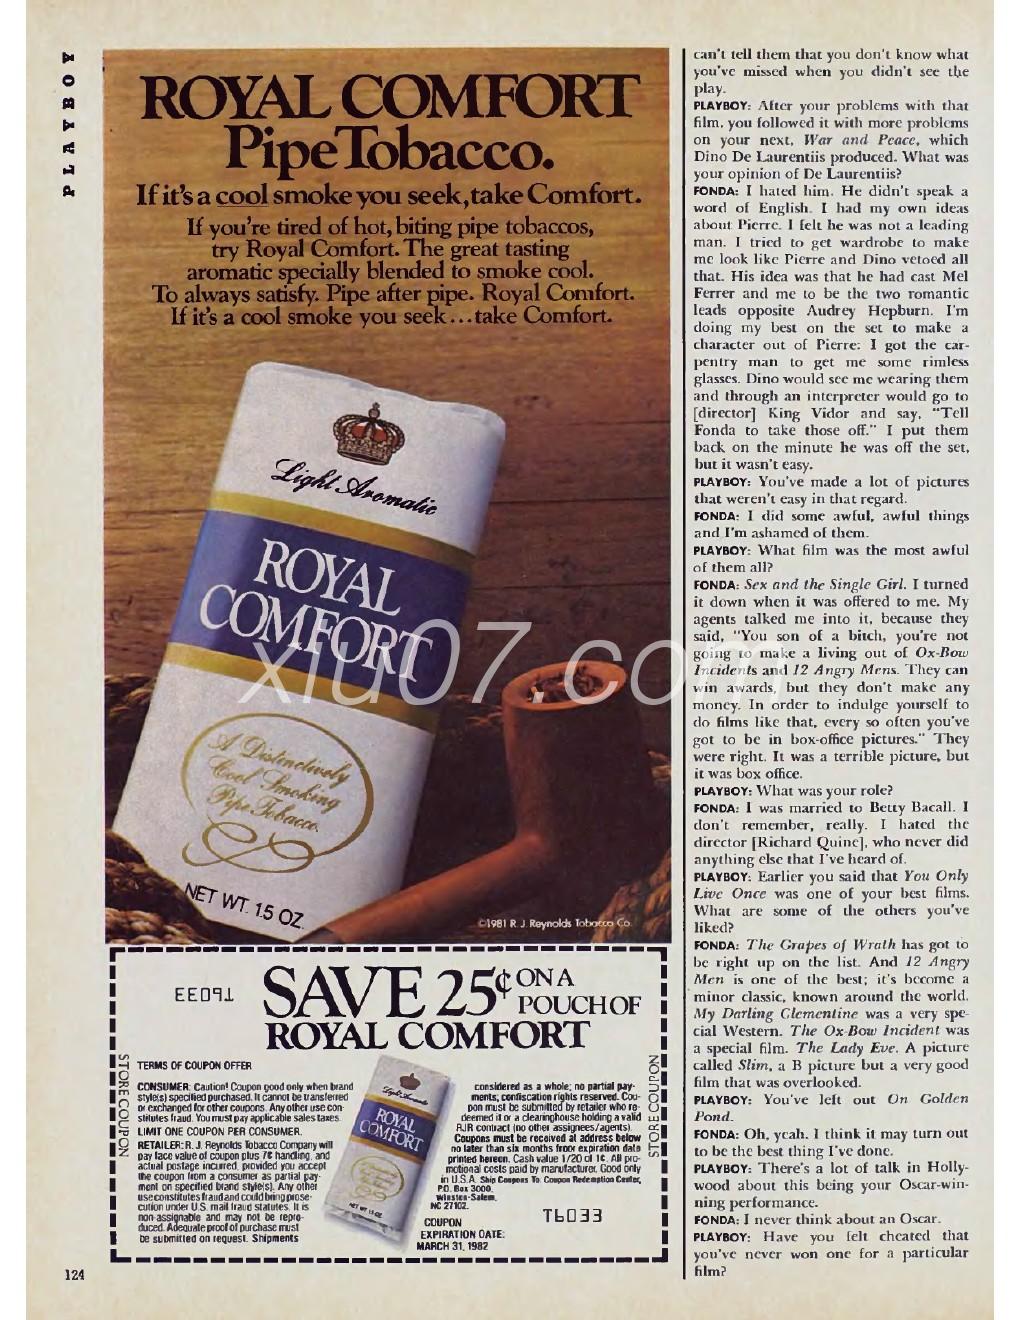 PLAYBOY
ROYAL COMFORT
Pipe Tobacco.
If it's a cool smoke you seek, take Comfort.
If you're tired of hot, biting pipe tobaccos,
try Royal Comfort. The great tasting
aromatic specially blended to smoke cool.
To always satisfy. Pipe after pipe. Royal Comfort.
If it's a cool smoke you seek...take Comfort.
Light Aromatic
ROYAL
COMFORT
A Distinctively
Cool Smoking
Pipe Tobacco.
NET WT. 1.5 OZ.
©1981 R. J. Reynolds Tobacco Co.
xiu07.com
EE09T
SAVE 25¢ ON A
POUCH OF
ROYAL COMFORT
STORE COUPON
TERMS OF COUPON OFFER
CONSUMER: Caution! Coupon good only when brand
style(s) specified purchased. It cannot be transferred
or exchanged for other coupons. Any other use con-
stitutes fraud. You must pay applicable sales taxes.
LIMIT ONE COUPON PER CONSUMER.
RETAILER: R. J. Reynolds Tobacco Company will
pay face value of coupon plus 7¢ handling, and
actual postage incurred, provided you accept
the coupon from a consumer as partial pay-
ment on specified brand style(s). Any other
use constitutes fraud and could bring prose-
cution under U.S. mail fraud statutes. It is
non-assignable and may not be repro-
duced. Adequate proof of purchase must
be submitted on request. Shipments
Light Aromatic
ROYAL
COMFORT
NET WT. 1.5 OZ.
considered as a whole; no partial pay-
ments; confiscation rights reserved. Cou-
pon must be submitted by retailer who re-
deemed it or a clearinghouse holding a valid
RJR contract (no other assignees/agents).
Coupons must be received at address below
no later than six months from expiration date
printed hereon. Cash value 1/20 of 1¢. All pro-
motional costs paid by manufacturer. Good only
in U.S.A. Ship Coupons To: Coupon Redemption Center,
P.O. Box 3000,
Winston-Salem,
NC 27102.
COUPON
EXPIRATION DATE:
MARCH 31, 1982
T6033
STORE COUPON
124
can't tell them that you don't know what
you've missed when you didn't see the
play.
PLAYBOY: After your problems with that
film, you followed it with more problems
on your next, War and Peace, which
Dino De Laurentiis produced. What was
your opinion of De Laurentiis?
FONDA: I hated him. He didn't speak a
word of English. I had my own ideas
about Pierre. I felt he was not a leading
man. I tried to get wardrobe to make
me look like Pierre and Dino vetoed all
that. His idea was that he had cast Mel
Ferrer and me to be the two romantic
leads opposite Audrey Hepburn. I'm
doing my best on the set to make a
character out of Pierre: I got the car-
pentry man to get me some rimless
glasses. Dino would see me wearing them
and through an interpreter would go to
[director] King Vidor and say, "Tell
Fonda to take those off." I put them
back on the minute he was off the set,
but it wasn't easy.
PLAYBOY: You've made a lot of pictures
that weren't easy in that regard.
FONDA: I did some awful, awful things
and I'm ashamed of them.
PLAYBOY: What film was the most awful
of them all?
FONDA: Sex and the Single Girl. I turned
it down when it was offered to me. My
agents talked me into it, because they
said, "You son of a bitch, you're not
going to make a living out of Ox-Bow
Incidents and 12 Angry Mens. They can
win awards, but they don't make any
money. In order to indulge yourself to
do films like that, every so often you've
got to be in box-office pictures." They
were right. It was a terrible picture, but
it was box office.
PLAYBOY: What was your role?
FONDA: I was married to Betty Bacall. I
don't remember, really. I hated the
director [Richard Quine], who never did
anything else that I've heard of.
PLAYBOY: Earlier you said that You Only
Live Once was one of your best films.
What are some of the others you've
liked?
FONDA: The Grapes of Wrath has got to
be right up on the list. And 12 Angry
Men is one of the best; it's become a
minor classic, known around the world.
My Darling Clementine was a very spe-
cial Western. The Ox-Bow Incident was
a special film. The Lady Eve. A picture
called Slim, a B picture but a very good
film that was overlooked.
PLAYBOY: You've left out On Golden
Pond.
FONDA: Oh, yeah. I think it may turn out
to be the best thing I've done.
PLAYBOY: There's a lot of talk in Holly-
wood about this being your Oscar-win-
ning performance.
FONDA: I never think about an Oscar.
PLAYBOY: Have you felt cheated that
you've never won one for a particular
film?